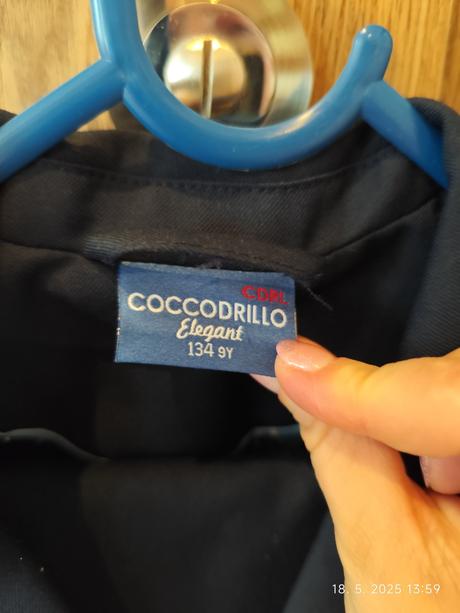 CDRL
COCCODRILLO
Elegant
134 9Y
18. 5. 2025 13:59